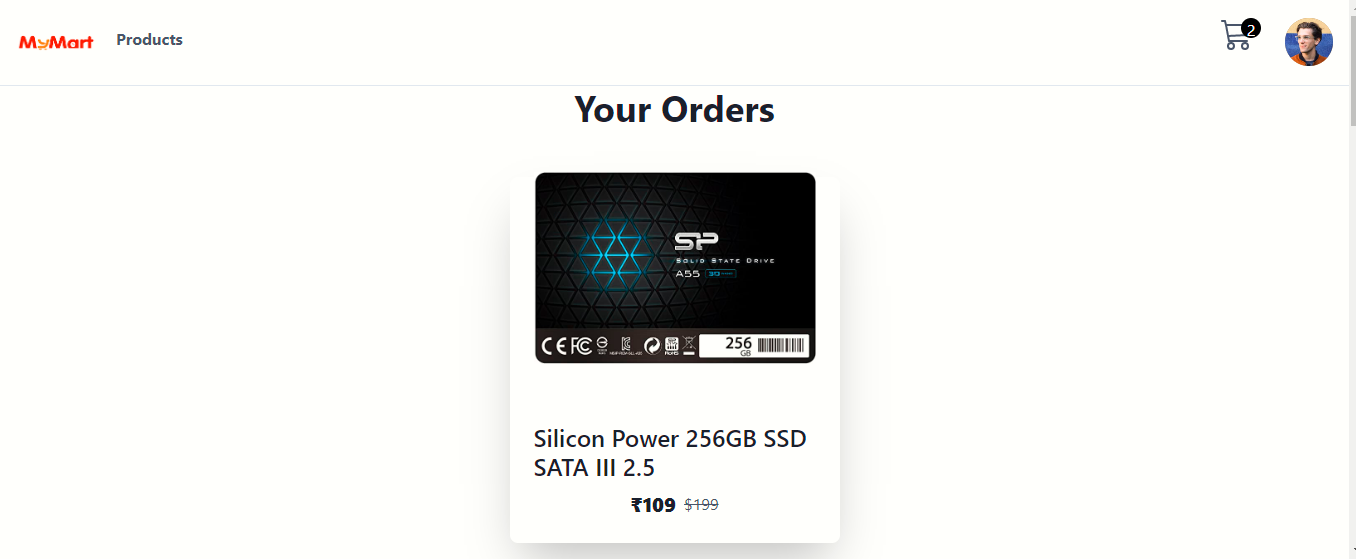 MyMart Products 2
Your Orders
SP
SOLID STATE DRIVE
A55
256
GB
Silicon Power 256GB SSD
SATA III 2.5
₹109 $199